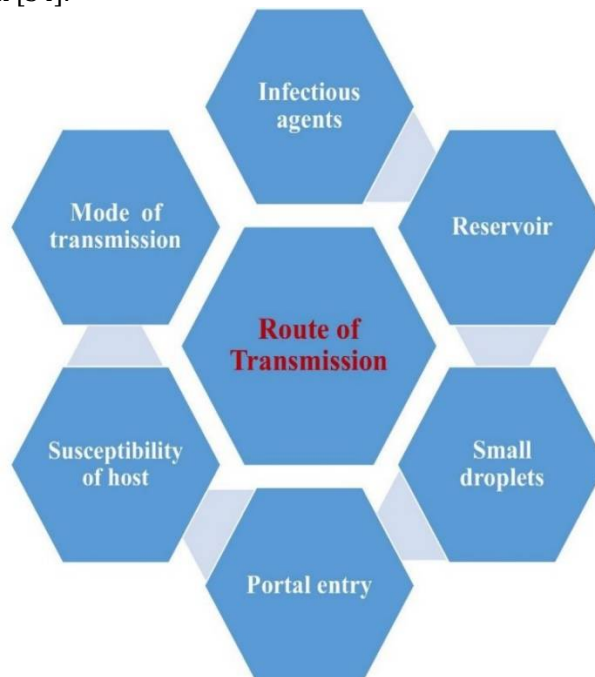 Infectious
agents
Reservoir
Small
droplets
Portal entry
Susceptibility
of host
Mode of
transmission
Route of
Transmission